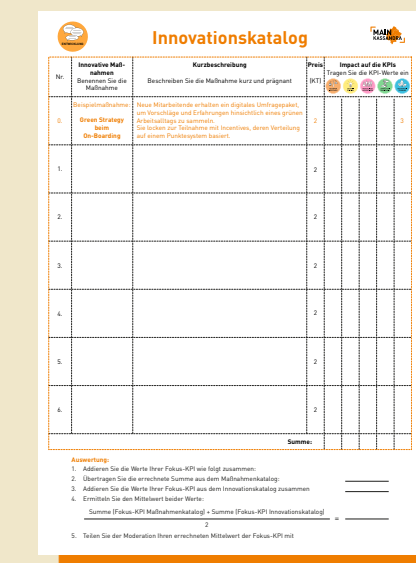 ENTWICKLUNG
Innovationskatalog
MAIN
KASSANDRA
Nr.
Innovative Maß-
nahmen
Benennen Sie die
Maßnahme
Kurzbeschreibung
Beschreiben Sie die Maßnahme kurz und prägnant
Preis
[KT]
Impact auf die KPIs
Tragen Sie die KPI-Werte ein
0.
Beispielmaßnahme:
Green Strategy
beim
On-Boarding
Neue Mitarbeitende erhalten ein digitales Umfragepaket,
um Verschläge und Erfahrungen hinsichtlich eines grünen
Arbeitsalltags zu sammeln.
Sie locken zur Teilnahme mit Incentives, deren Verteilung
auf einem Punktesystem basiert.
2
3
1.
2
2.
2
3.
2
4.
2
5.
2
6.
2
Summe:
Auswertung:
1. Addieren Sie die Werte Ihrer Fokus-KPI wie folgt zusammen:
2. Übertragen Sie die errechnete Summe aus dem Maßnahmenkatalog:
3. Addieren Sie die Werte Ihrer Fokus-KPI aus dem Innovationskatalog zusammen
4. Ermitteln Sie den Mittelwert beider Werte:
Summe (Fokus-KPI Maßnahmenkatalog) + Summe (Fokus-KPI Innovationskatalog)
=
2
5. Teilen Sie der Moderation Ihren errechneten Mittelwert der Fokus-KPI mit